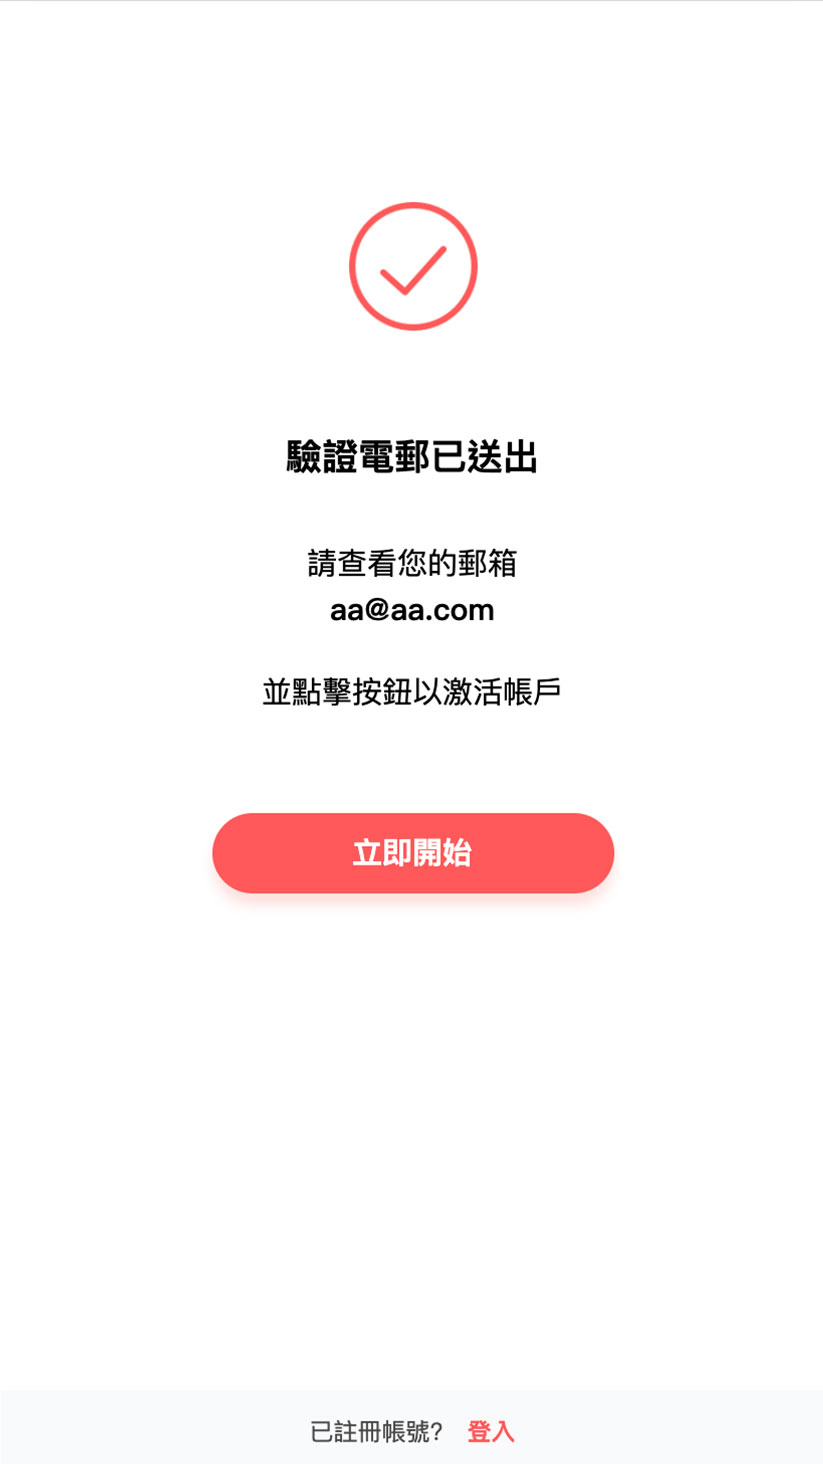 驗證電郵已送出
請查看您的郵箱
aa@aa.com
並點擊按鈕以激活帳戶
立即開始
已註冊帳號? 登入